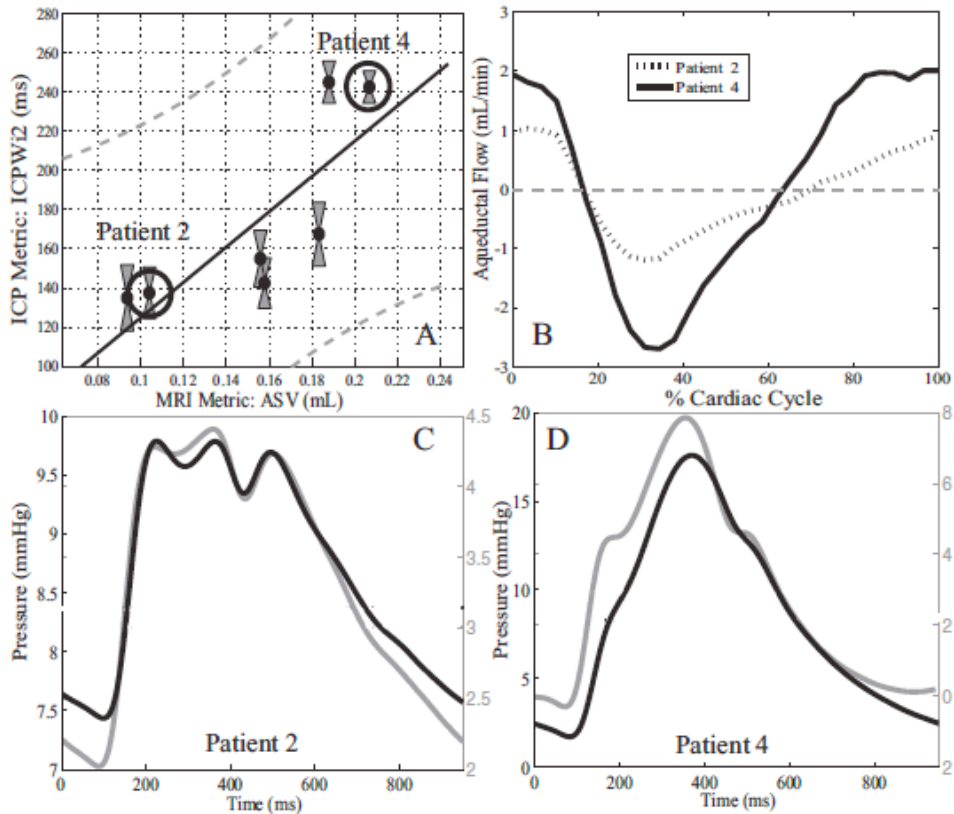 280
260
240
220
200
180
160
140
120
100
ICP Metric: ICPWi2 (ms)
Patient 4
Patient 2
A
0.08 0.1 0.12 0.14 0.16 0.18 0.2 0.22 0.24
MRI Metric: ASV (mL)
3
2
1
0
-1
-2
-3
Aqueductal Flow (mL/min)
Patient 2
Patient 4
B
0 20 40 60 80 100
% Cardiac Cycle
10
9.5
9
8.5
8
7.5
7
Pressure (mmHg)
C
4.5
4
3.5
3
2.5
2
Patient 2
0 200 400 600 800
Time (ms)
20
15
10
5
0
Pressure (mmHg)
D
8
6
4
2
0
2
Patient 4
0 200 400 600 800
Time (ms)